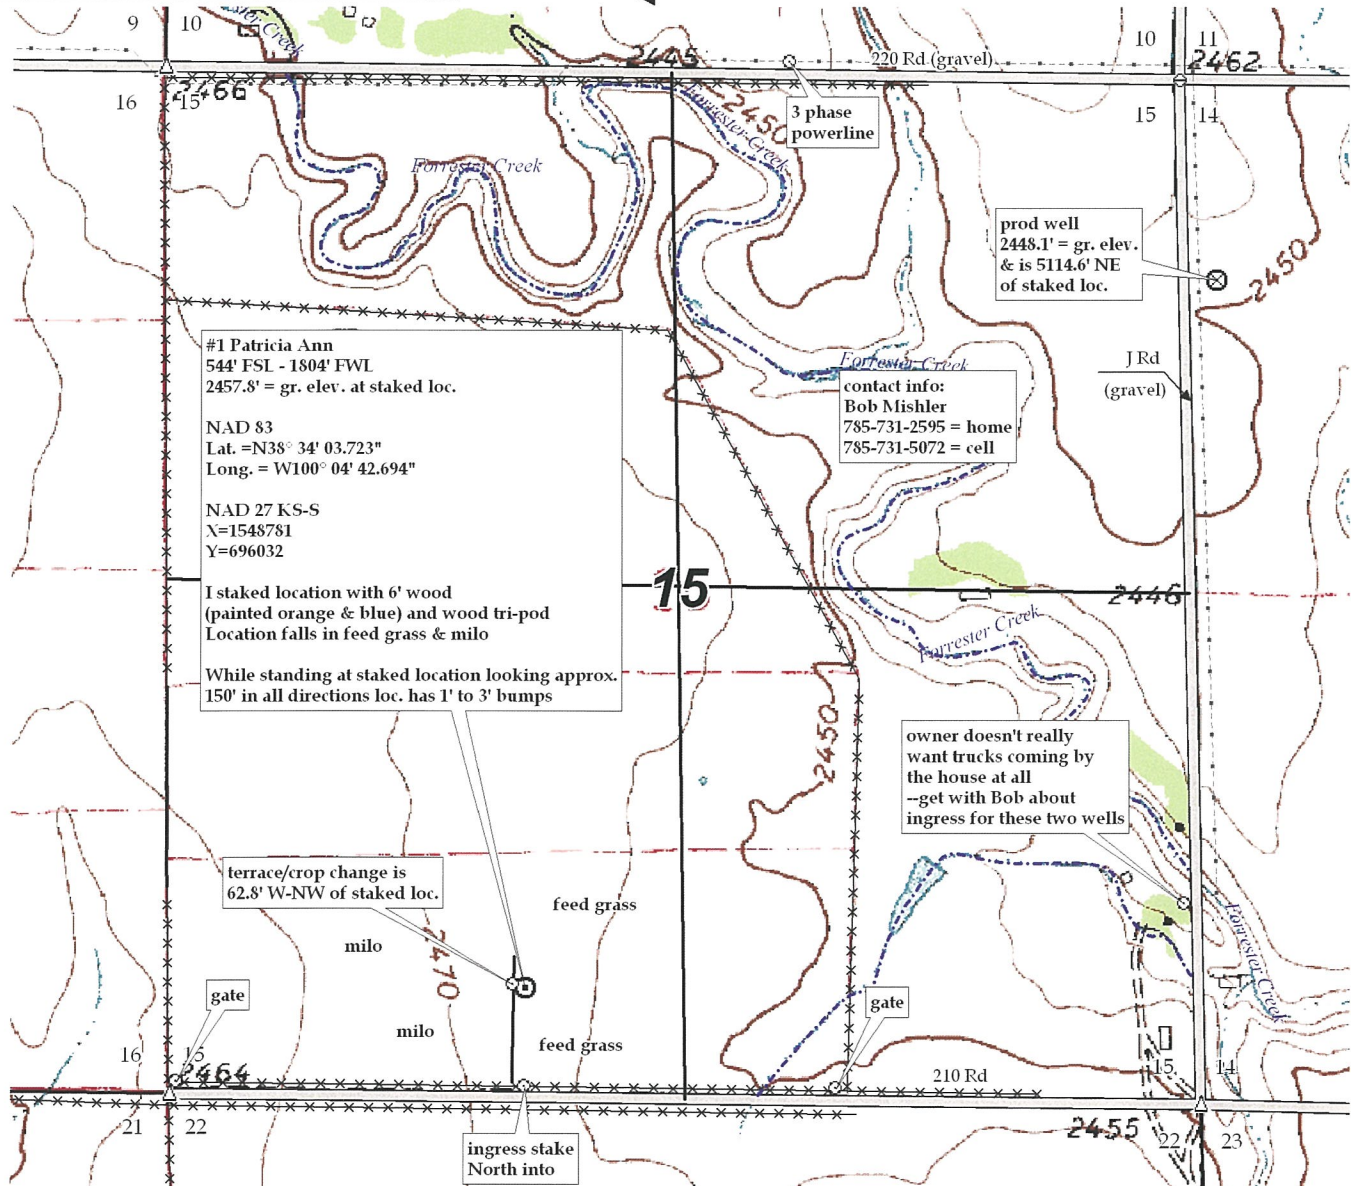 9 10
Forrester Creek
2445
220 Rd (gravel)
10 11
2462
16 15
2466
3 phase
powerline
2450
15 14
Forrester Creek
Forrester Creek
prod well
2448.1' = gr. elev.
& is 5114.6' NE
of staked loc.
2450
#1 Patricia Ann
544' FSL - 1804' FWL
2457.8' = gr. elev. at staked loc.
NAD 83
Lat. =N38° 34' 03.723"
Long. = W100° 04' 42.694"
NAD 27 KS-S
X=1548781
Y=696032
I staked location with 6' wood
(painted orange & blue) and wood tri-pod
Location falls in feed grass & milo
While standing at staked location looking approx.
150' in all directions loc. has 1' to 3' bumps
Forrester Creek
contact info:
Bob Mishler
785-731-2595 = home
785-731-5072 = cell
J Rd
(gravel)
15
2446
Forrester Creek
2450
owner doesn't really
want trucks coming by
the house at all
--get with Bob about
ingress for these two wells
terrace/crop change is
62.8' W-NW of staked loc.
feed grass
milo
2470
Forrester Creek
gate
gate
milo
feed grass
16 15
2464
210 Rd
15 14
21 22
2455
22 23
ingress stake
North into